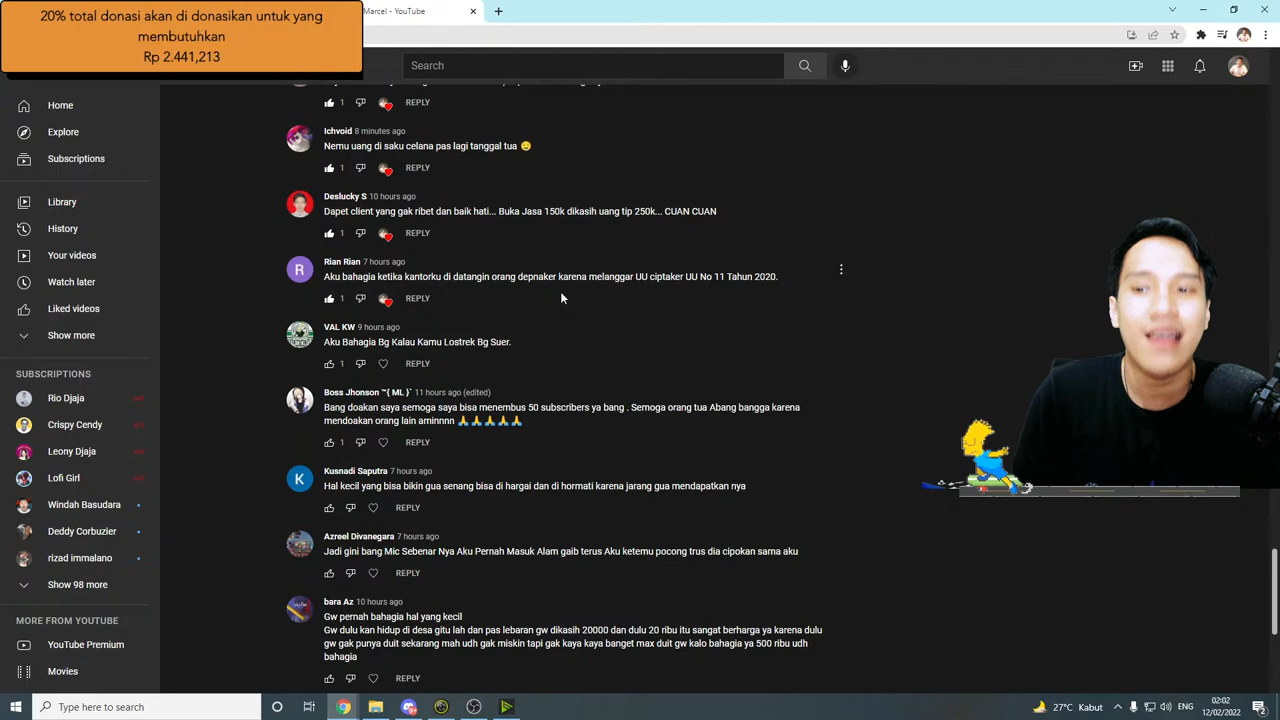 20% total donasi akan di donasikan untuk yang
membutuhkan
Rp 2.441,213
Marcel - YouTube
Search
Home
Explore
Subscriptions
Library
History
Your videos
Watch later
Liked videos
Show more
SUBSCRIPTIONS
Rio Djaja
Crispy Cendy
Leony Djaja
Lofi Girl
Windah Basudara
Deddy Corbuzier
rizad immalano
Show 98 more
MORE FROM YOUTUBE
YouTube Premium
Movies
1 REPLY
Ichvoid 8 minutes ago
Nemu uang di saku celana pas lagi tanggal tua 🤤
1 REPLY
Deslucky S 10 hours ago
Dapet client yang gak ribet dan baik hati... Buka Jasa 150k dikasih uang tip 250k... CUAN CUAN
1 REPLY
R
Rian Rian 7 hours ago
Aku bahagia ketika kantorku di datangin orang depnaker karena melanggar UU ciptaker UU No 11 Tahun 2020.
1 REPLY
VAL KW 9 hours ago
Aku Bahagia Bg Kalau Kamu Lostrek Bg Suer.
1 REPLY
Boss Jhonson ™{ ML }` 11 hours ago (edited)
Bang doakan saya semoga saya bisa menembus 50 subscribers ya bang . Semoga orang tua Abang bangga karena
mendoakan orang lain aminnnn 🙏🙏🙏🙏🙏
1 REPLY
K
Kusnadi Saputra 7 hours ago
Hal kecil yang bisa bikin gua senang bisa di hargai dan di hormati karena jarang gua mendapatkan nya
REPLY
Azreel Divanegara 7 hours ago
Jadi gini bang Mic Sebenar Nya Aku Pernah Masuk Alam gaib terus Aku ketemu pocong trus dia cipokan sama aku
REPLY
bara Az 10 hours ago
Gw pernah bahagia hal yang kecil
Gw dulu kan hidup di desa gitu lah dan pas lebaran gw dikasih 20000 dan dulu 20 ribu itu sangat berharga ya karena dulu
gw gak punya duit sekarang mah udh gak miskin tapi gak kaya kaya banget max duit gw kalo bahagia ya 500 ribu udh
bahagia
REPLY
Type here to search
27°C Kabut
ENG
02:02
12/02/2022
2